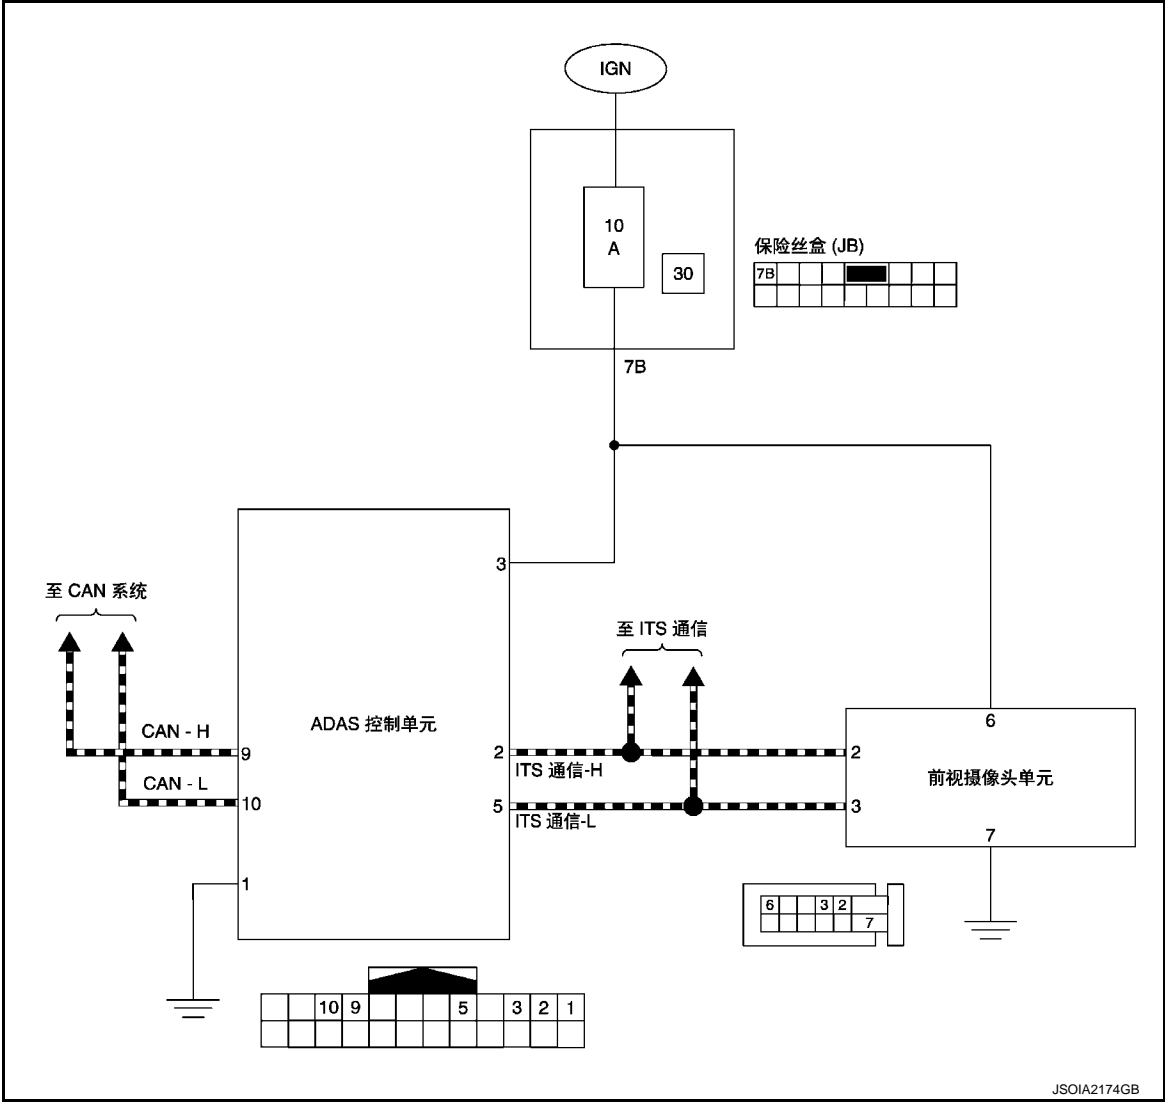 IGN
10
A
30
保险丝盒 (JB)
7B
7B
3
至 CAN 系统
至 ITS 通信
CAN - H
9
CAN - L
10
ADAS 控制单元
2
ITS 通信-H
5
ITS 通信-L
1
6
2
前视摄像头单元
3
7
6 3 2
7
10 9 5 3 2 1
JSOIA2174GB